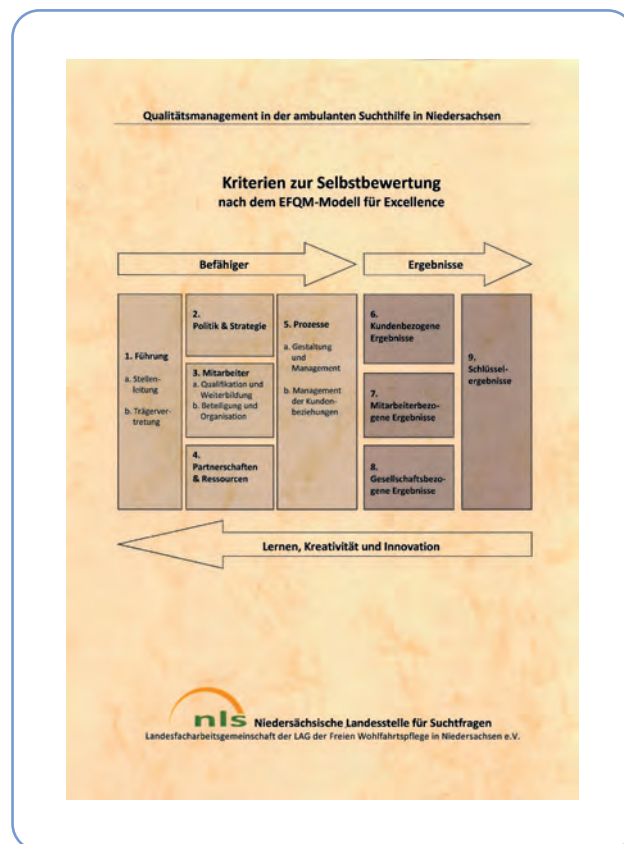 Qualitätsmanagement in der ambulanten Suchthilfe in Niedersachsen
Kriterien zur Selbstbewertung
nach dem EFQM-Modell für Excellence
Befähiger
Ergebnisse
1. Führung
a. Stellen-
leitung
b. Trägerver-
tretung
2.
Politik & Strategie
3. Mitarbeiter
a. Qualifikation und
Weiterbildung
b. Beteiligung und
Organisation
4.
Partnerschaften
& Ressourcen
5. Prozesse
a. Gestaltung
und
Management
b. Management
der Kunden-
beziehungen
6.
Kundenbezogene
Ergebnisse
7.
Mitarbeiterbezo-
gene Ergebnisse
8.
Gesellschaftsbezo-
gene Ergebnisse
9.
Schlüssel-
ergebnisse
Lernen, Kreativität und Innovation
nls Niedersächsische Landesstelle für Suchtfragen
Landesfacharbeitsgemeinschaft der LAG der Freien Wohlfahrtspflege in Niedersachsen e.V.